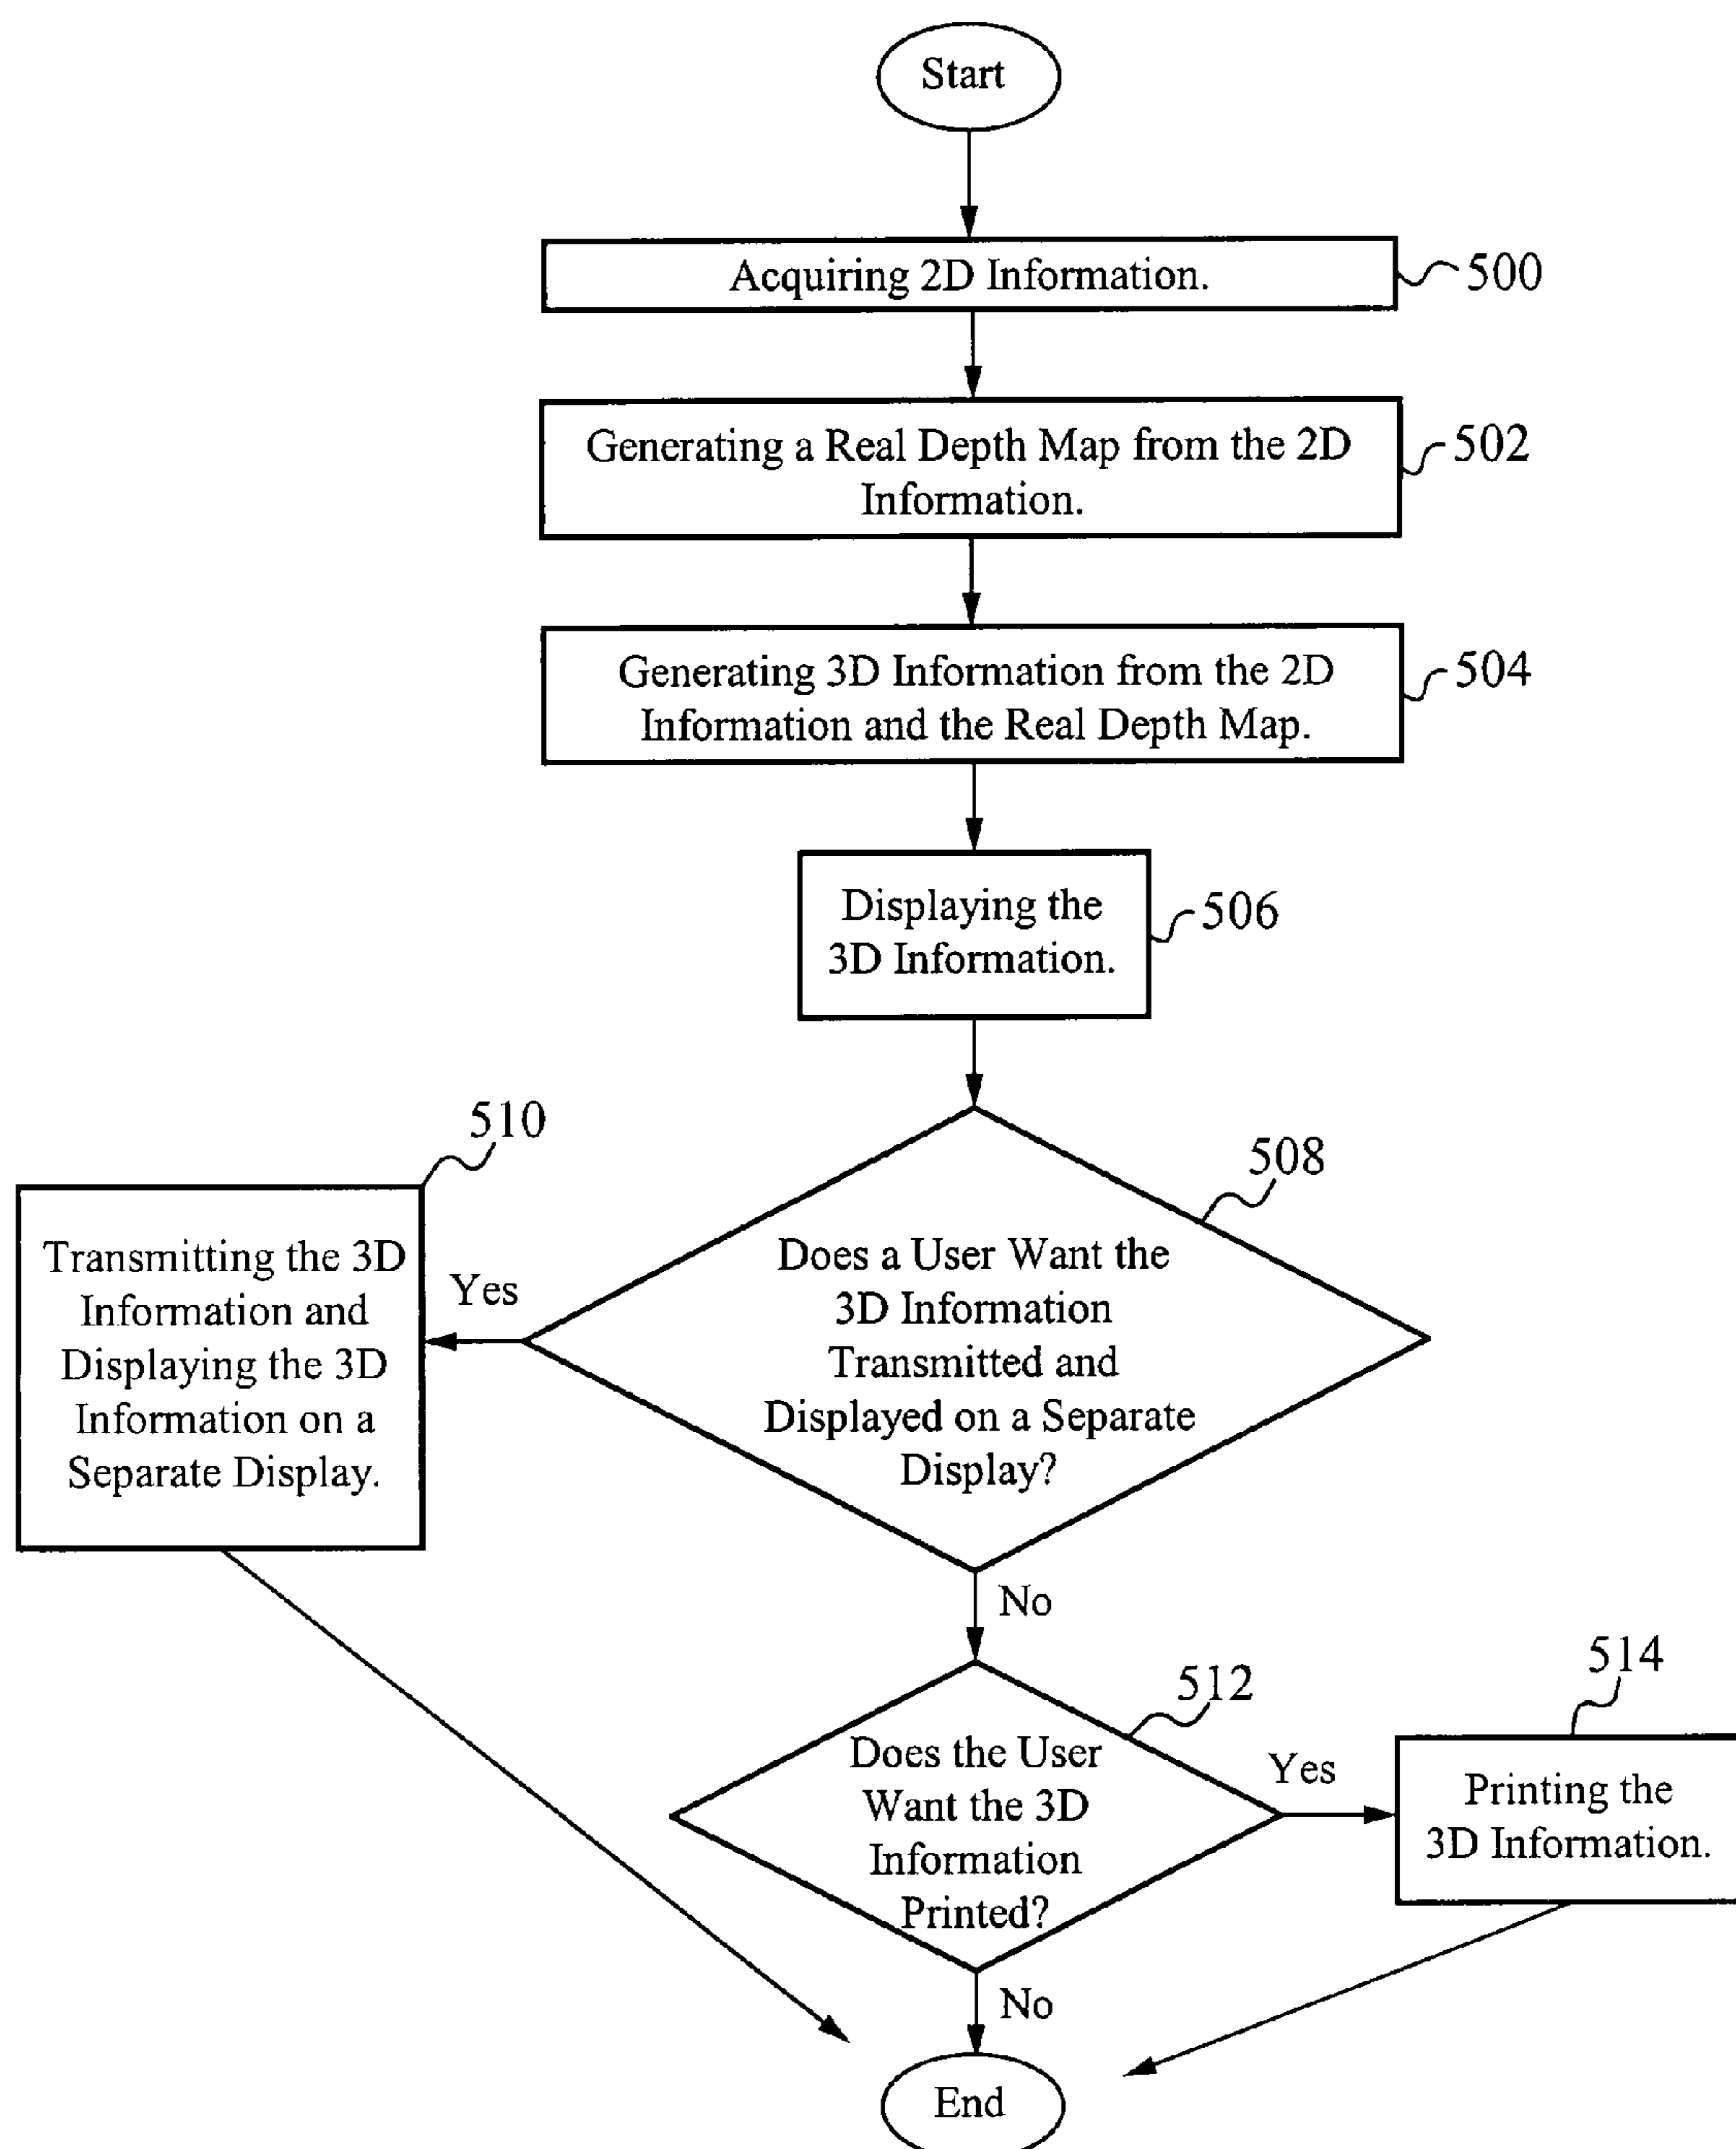 Start
Acquiring 2D Information.
500
Generating a Real Depth Map from the 2D
Information.
502
Generating 3D Information from the 2D
Information and the Real Depth Map.
504
Displaying the
3D Information.
506
508
Does a User Want the
3D Information
Transmitted and
Displayed on a Separate
Display?
Yes
510
Transmitting the 3D
Information and
Displaying the 3D
Information on a
Separate Display.
No
512
Does the User
Want the 3D
Information
Printed?
Yes
514
Printing the
3D Information.
No
End